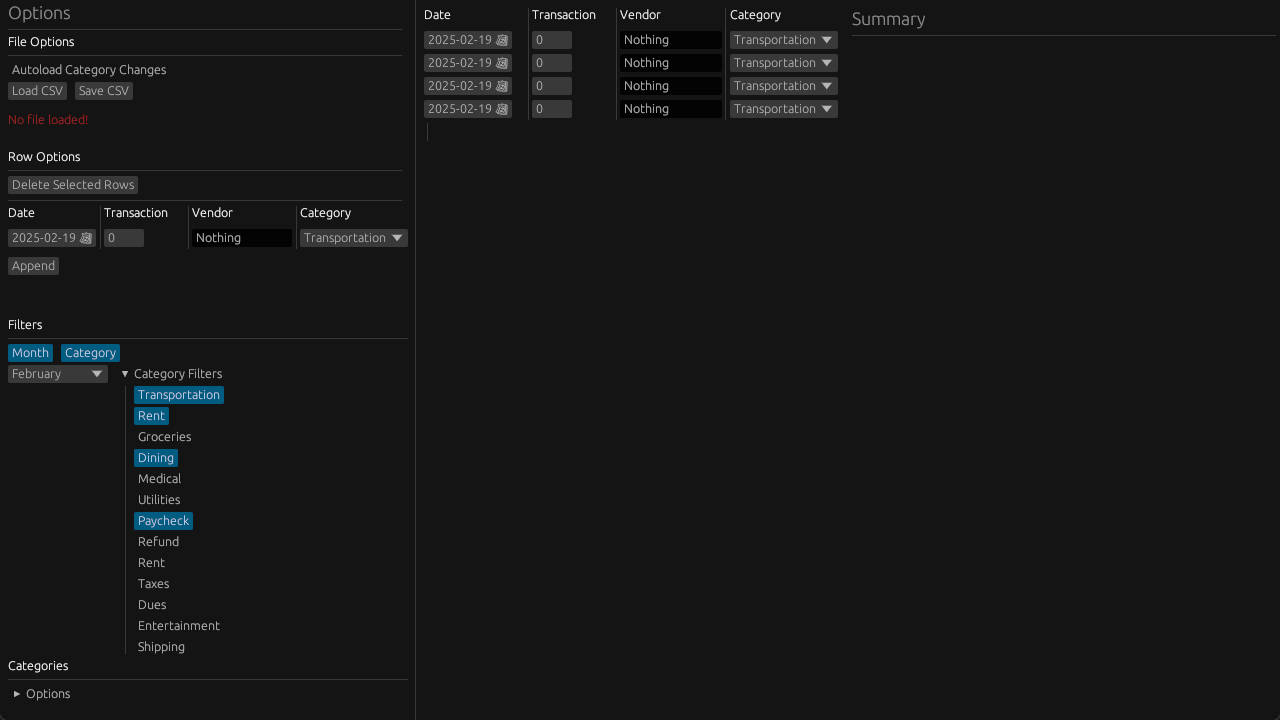 Options
File Options
Autoload Category Changes
Load CSV Save CSV
No file loaded!
Row Options
Delete Selected Rows
Date Transaction Vendor Category
2025-02-19 0 Nothing Transportation
Append
Filters
Month Category
February Category Filters
Transportation
Rent
Groceries
Dining
Medical
Utilities
Paycheck
Refund
Rent
Taxes
Dues
Entertainment
Shipping
Categories
Options
Date Transaction Vendor Category
2025-02-19 0 Nothing Transportation
2025-02-19 0 Nothing Transportation
2025-02-19 0 Nothing Transportation
2025-02-19 0 Nothing Transportation
Summary